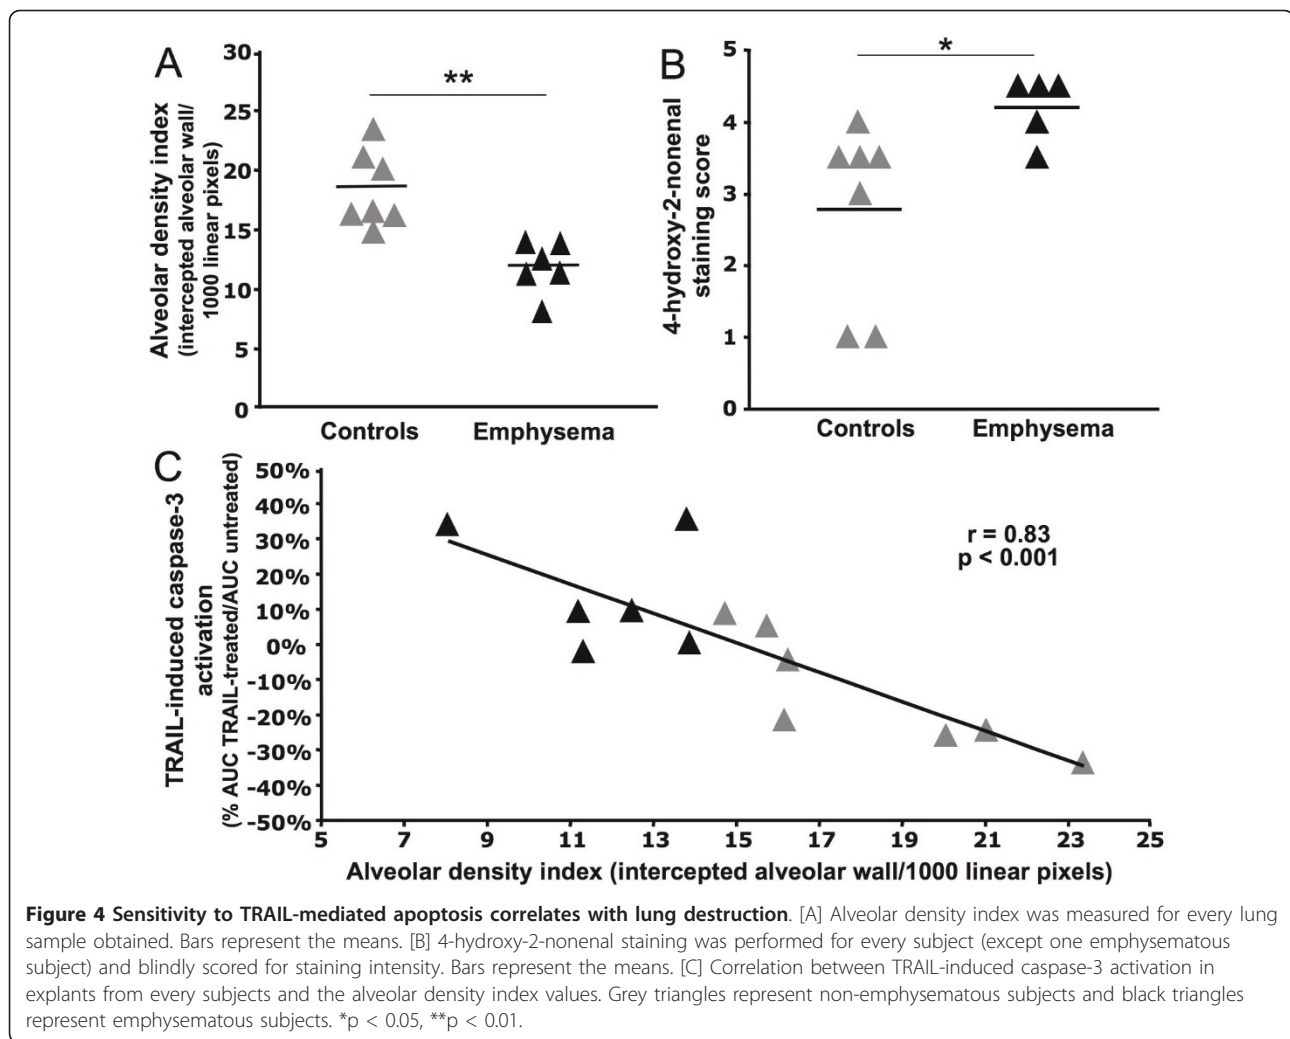 A
Alveolar density index
(intercepted alveolar wall/
1000 linear pixels)
30
25
20
15
10
5
0
**
Controls Emphysema
B
4-hydroxy-2-nonenal
staining score
5
4
3
2
1
0
*
Controls Emphysema
C
TRAIL-induced caspase-3
activation
(% AUC TRAIL-treated/AUC untreated)
50%
40%
30%
20%
10%
0%
-10%
-20%
-30%
-40%
-50%
r = 0.83
p < 0.001
5 7 9 11 13 15 17 19 21 23 25
Alveolar density index (intercepted alveolar wall/1000 linear pixels)
Figure 4 Sensitivity to TRAIL-mediated apoptosis correlates with lung destruction. [A] Alveolar density index was measured for every lung
sample obtained. Bars represent the means. [B] 4-hydroxy-2-nonenal staining was performed for every subject (except one emphysematous
subject) and blindly scored for staining intensity. Bars represent the means. [C] Correlation between TRAIL-induced caspase-3 activation in
explants from every subjects and the alveolar density index values. Grey triangles represent non-emphysematous subjects and black triangles
represent emphysematous subjects. *p < 0.05, **p < 0.01.